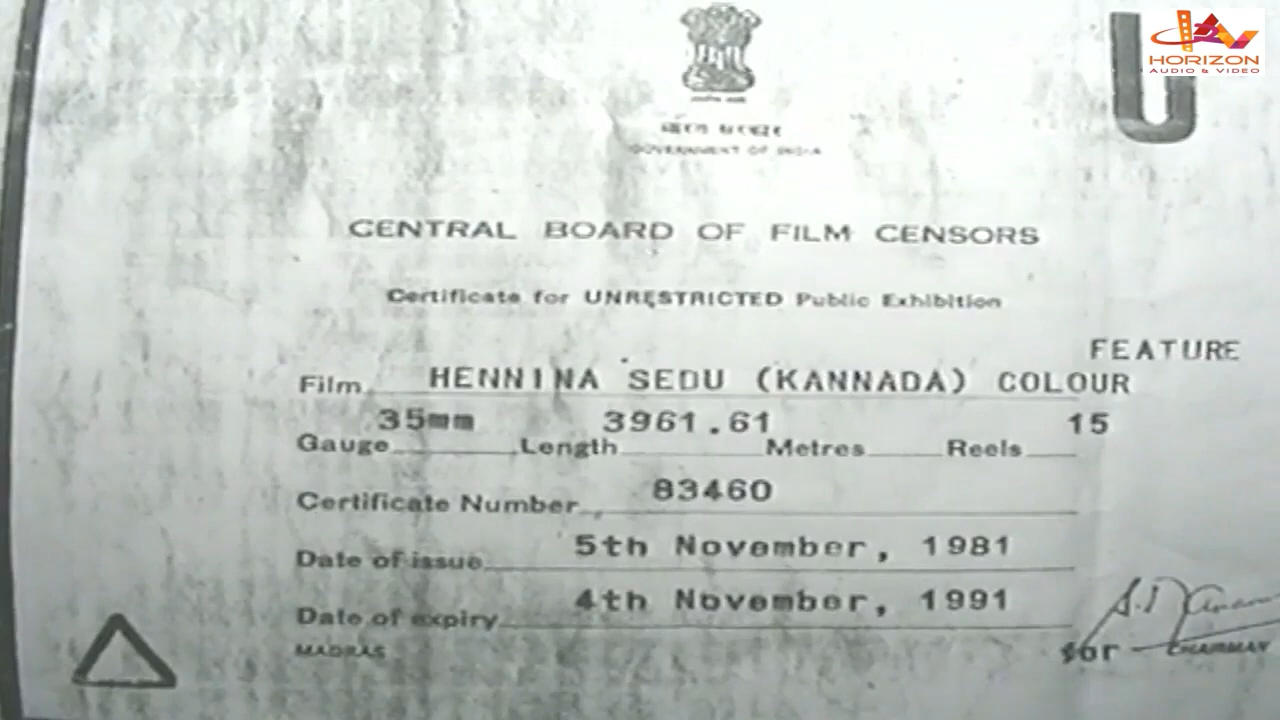 U
HORIZON
AUDIO & VIDEO
GOVERNMENT OF INDIA
CENTRAL BOARD OF FILM CENSORS
Certificate for UNRESTRICTED Public Exhibition
FEATURE
Film HENNINA SEDU (KANNADA) COLOUR
35mm 3961.61 15
Gauge Length Metres Reels
Certificate Number 83460
Date of issue 5th November, 1981
Date of expiry 4th November, 1991
MADRAS
for CHAIRMAN